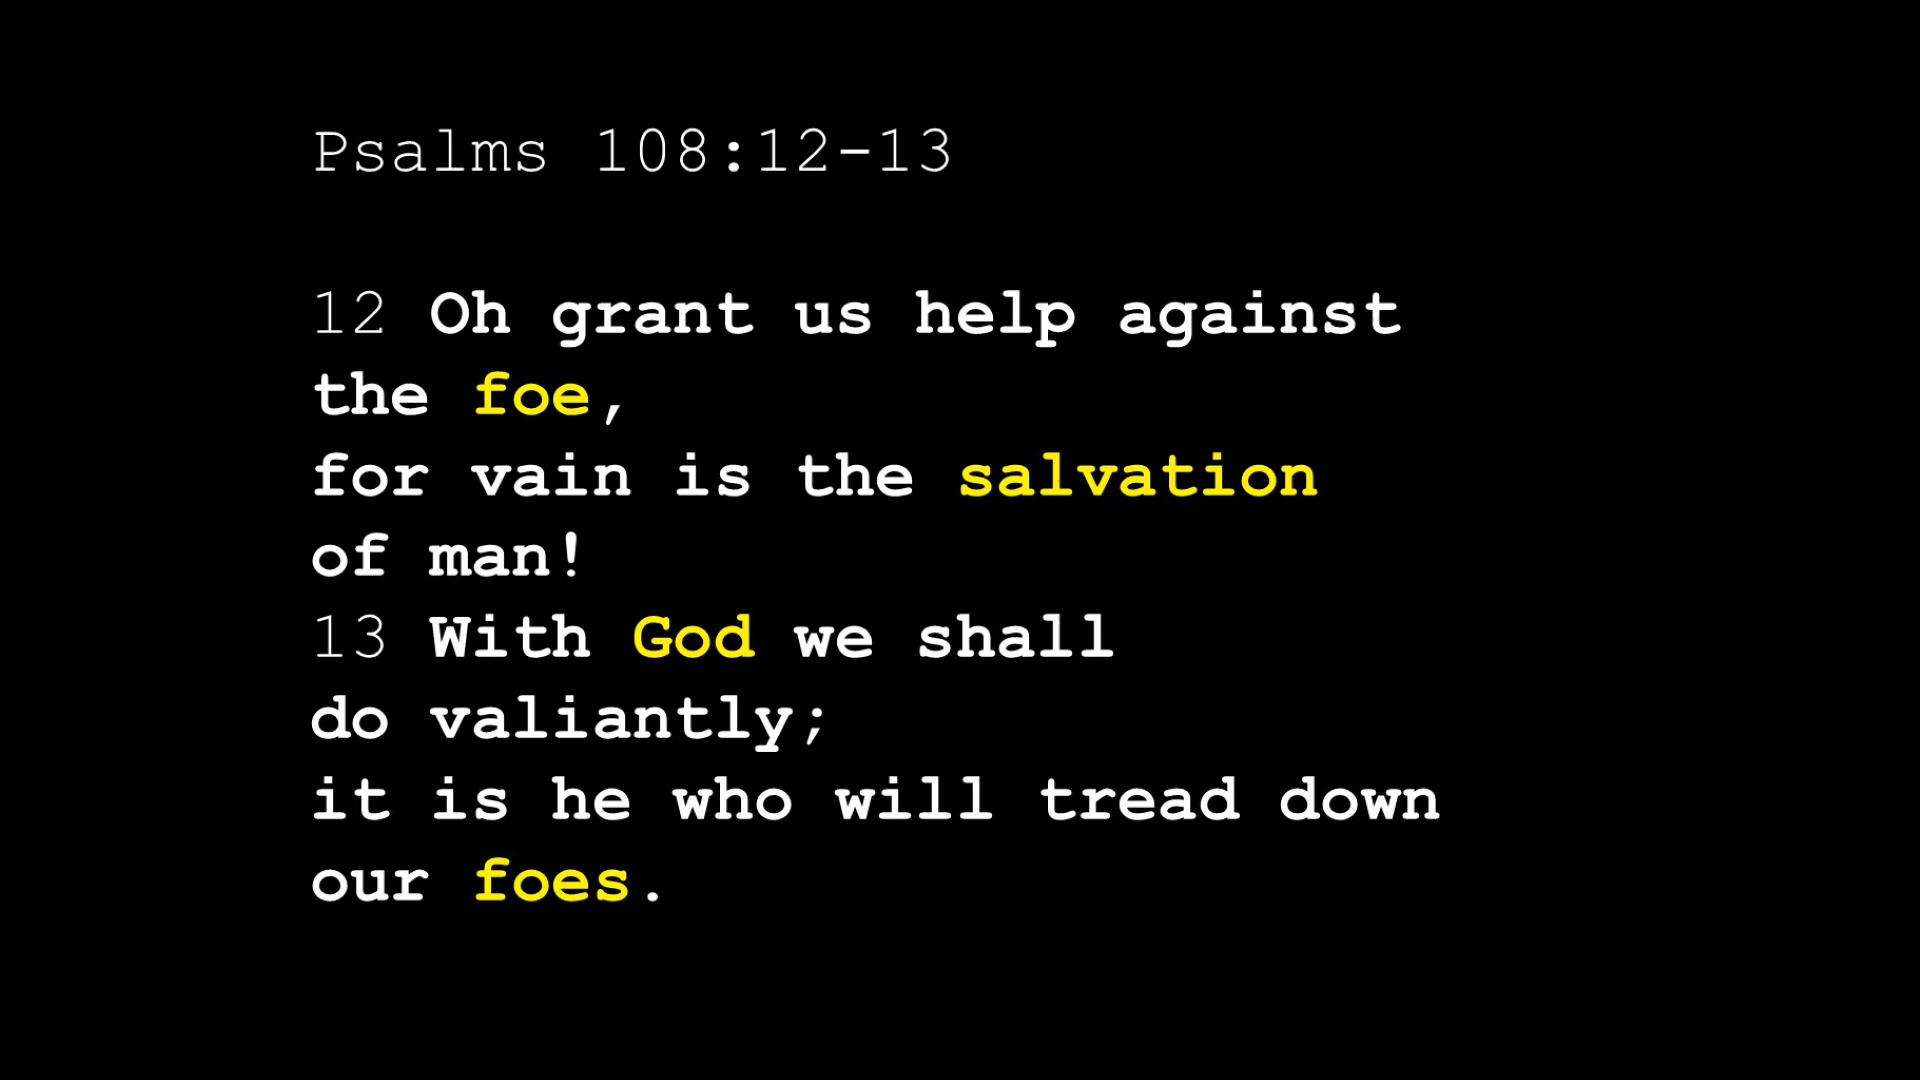 Psalms 108:12-13
12 Oh grant us help against
the foe,
for vain is the salvation
of man!
13 With God we shall
do valiantly;
it is he who will tread down
our foes.